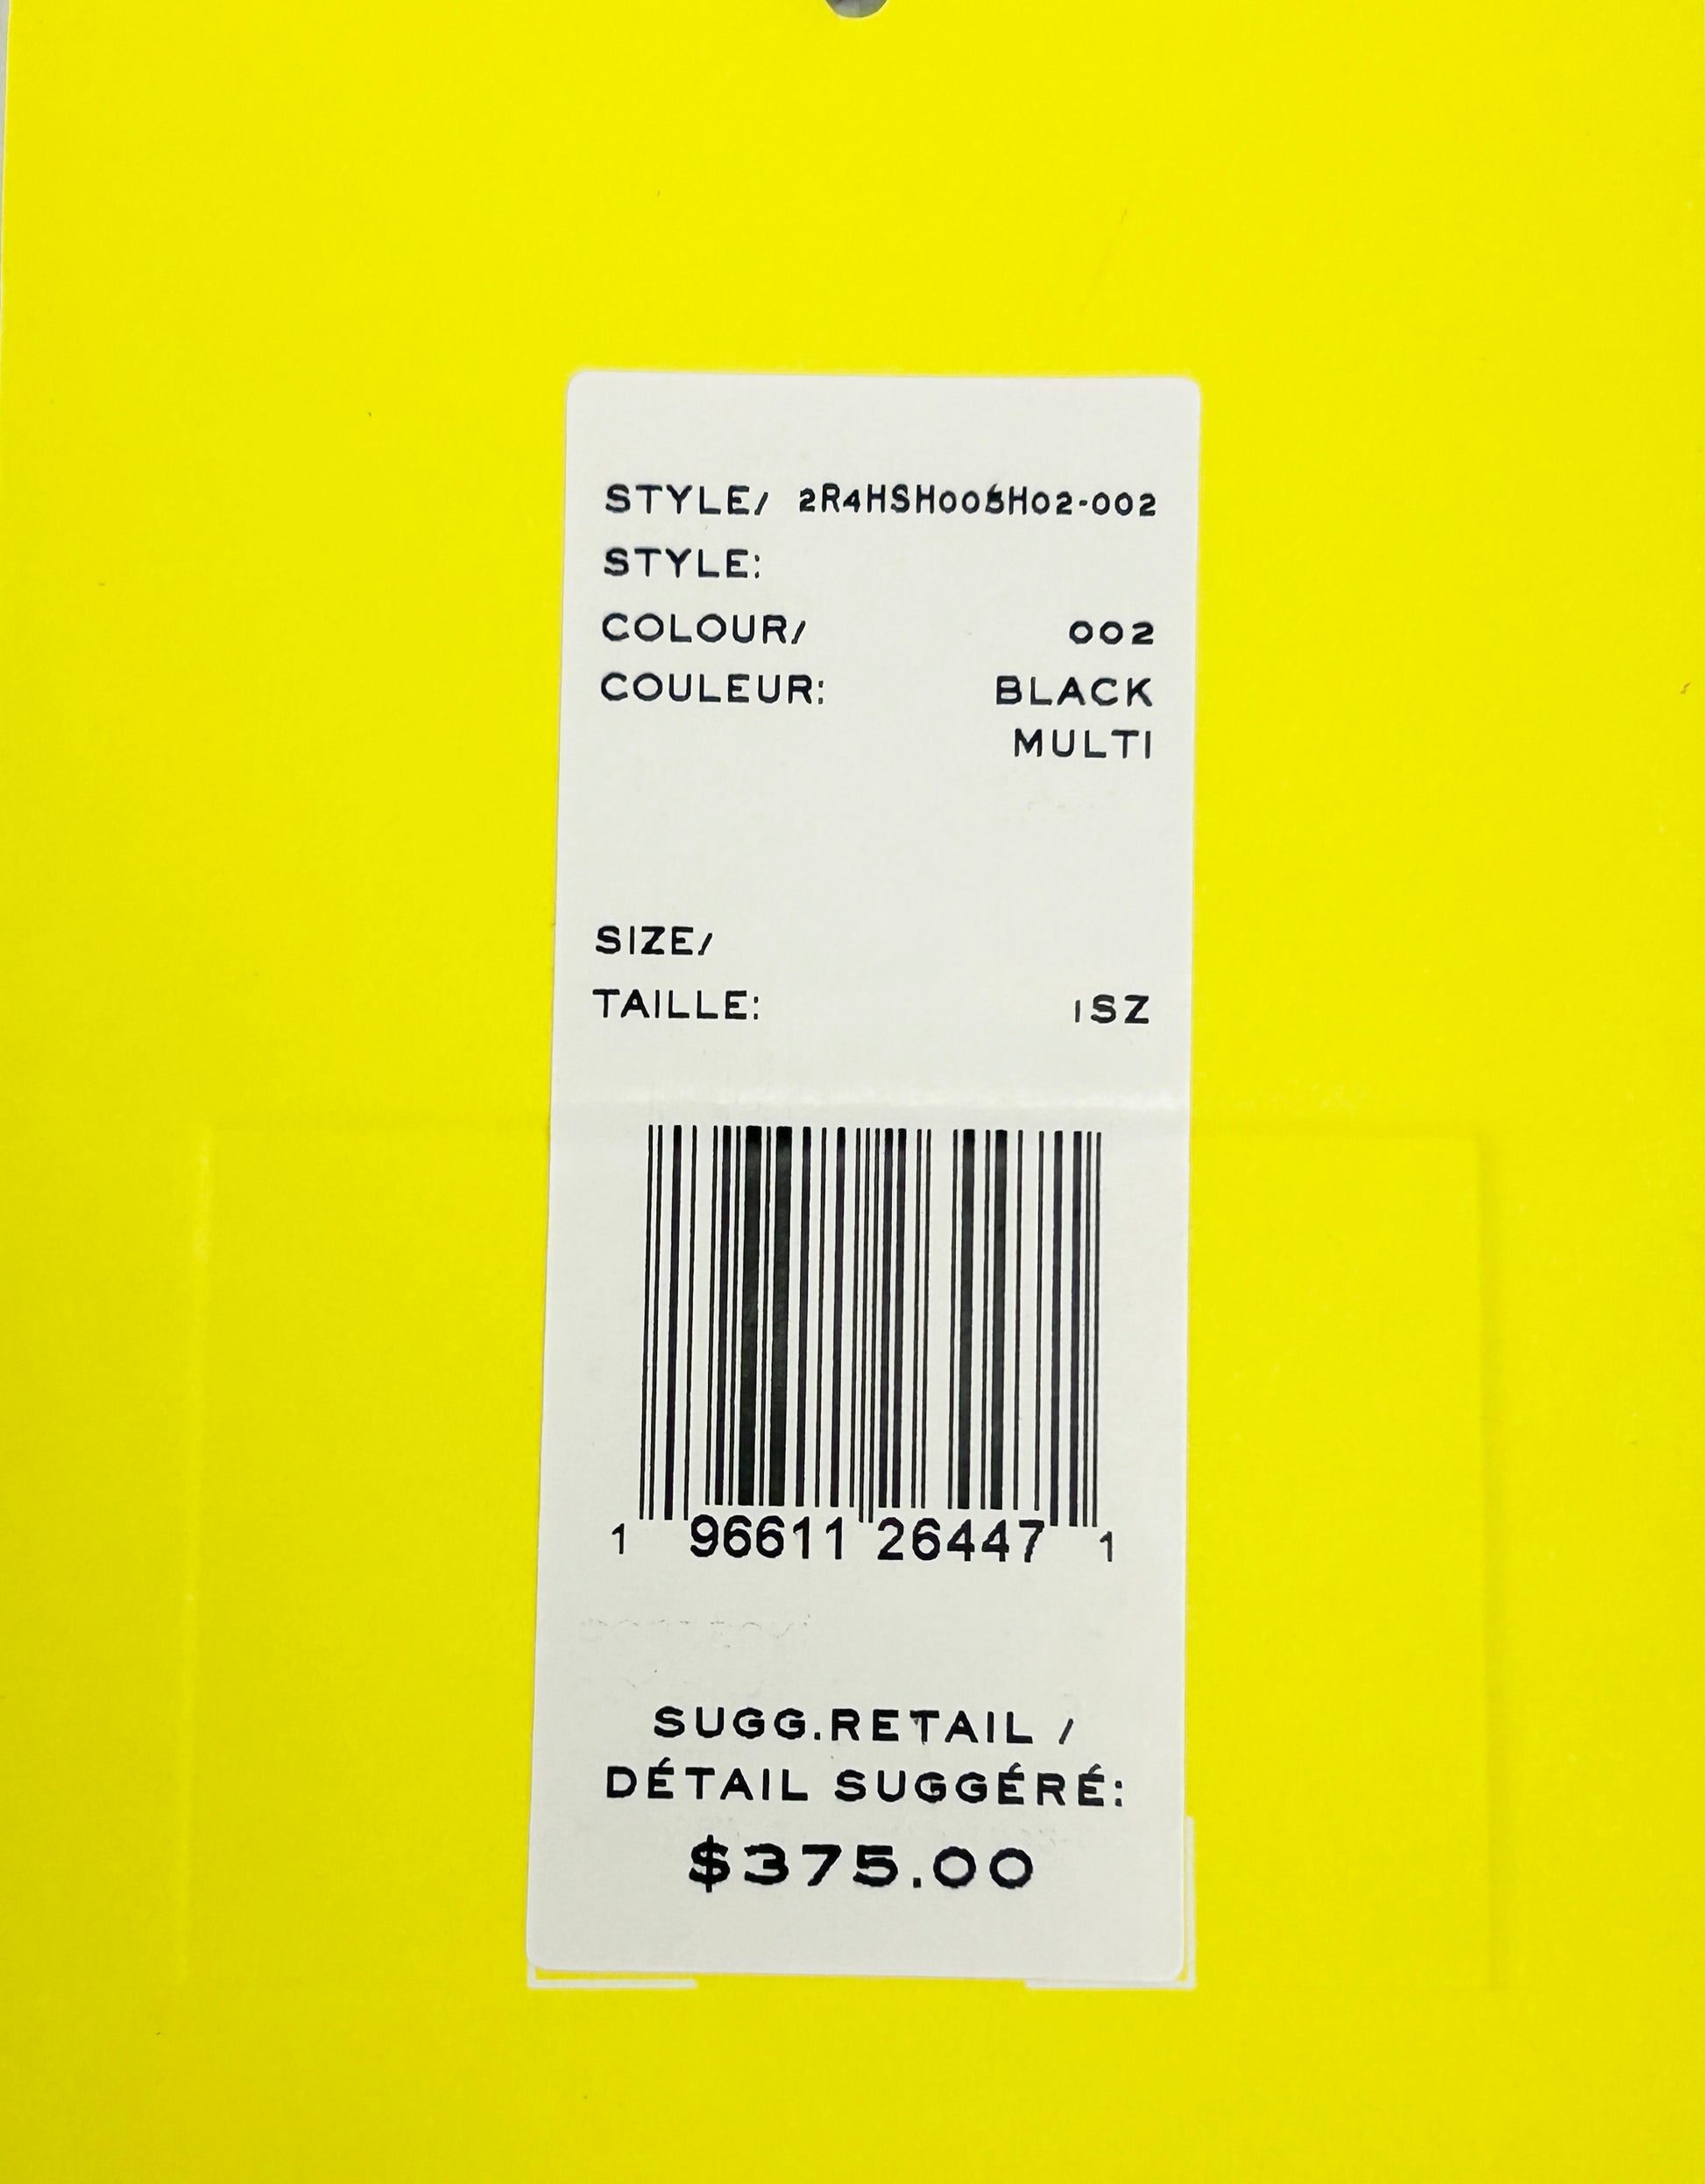 STYLE/ 2R4HSH005H02-002
STYLE:
COLOUR/ 002
COULEUR: BLACK
MULTI
SIZE/
TAILLE: 1SZ
1 96611 26447 1
SUGG.RETAIL /
DÉTAIL SUGGÉRÉ:
$375.00